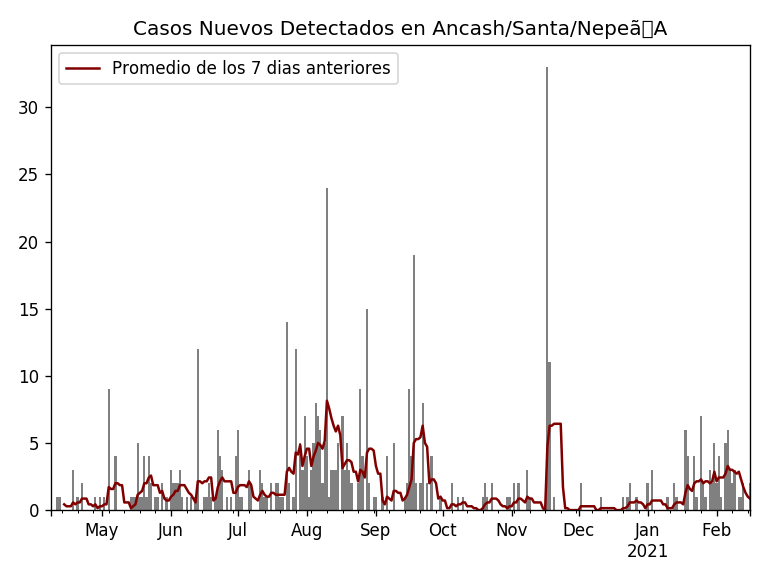 Casos Nuevos Detectados en Ancash/Santa/Nepeã□A
Promedio de los 7 dias anteriores
30
25
20
15
10
5
0
May Jun Jul Aug Sep Oct Nov Dec Jan Feb
2021